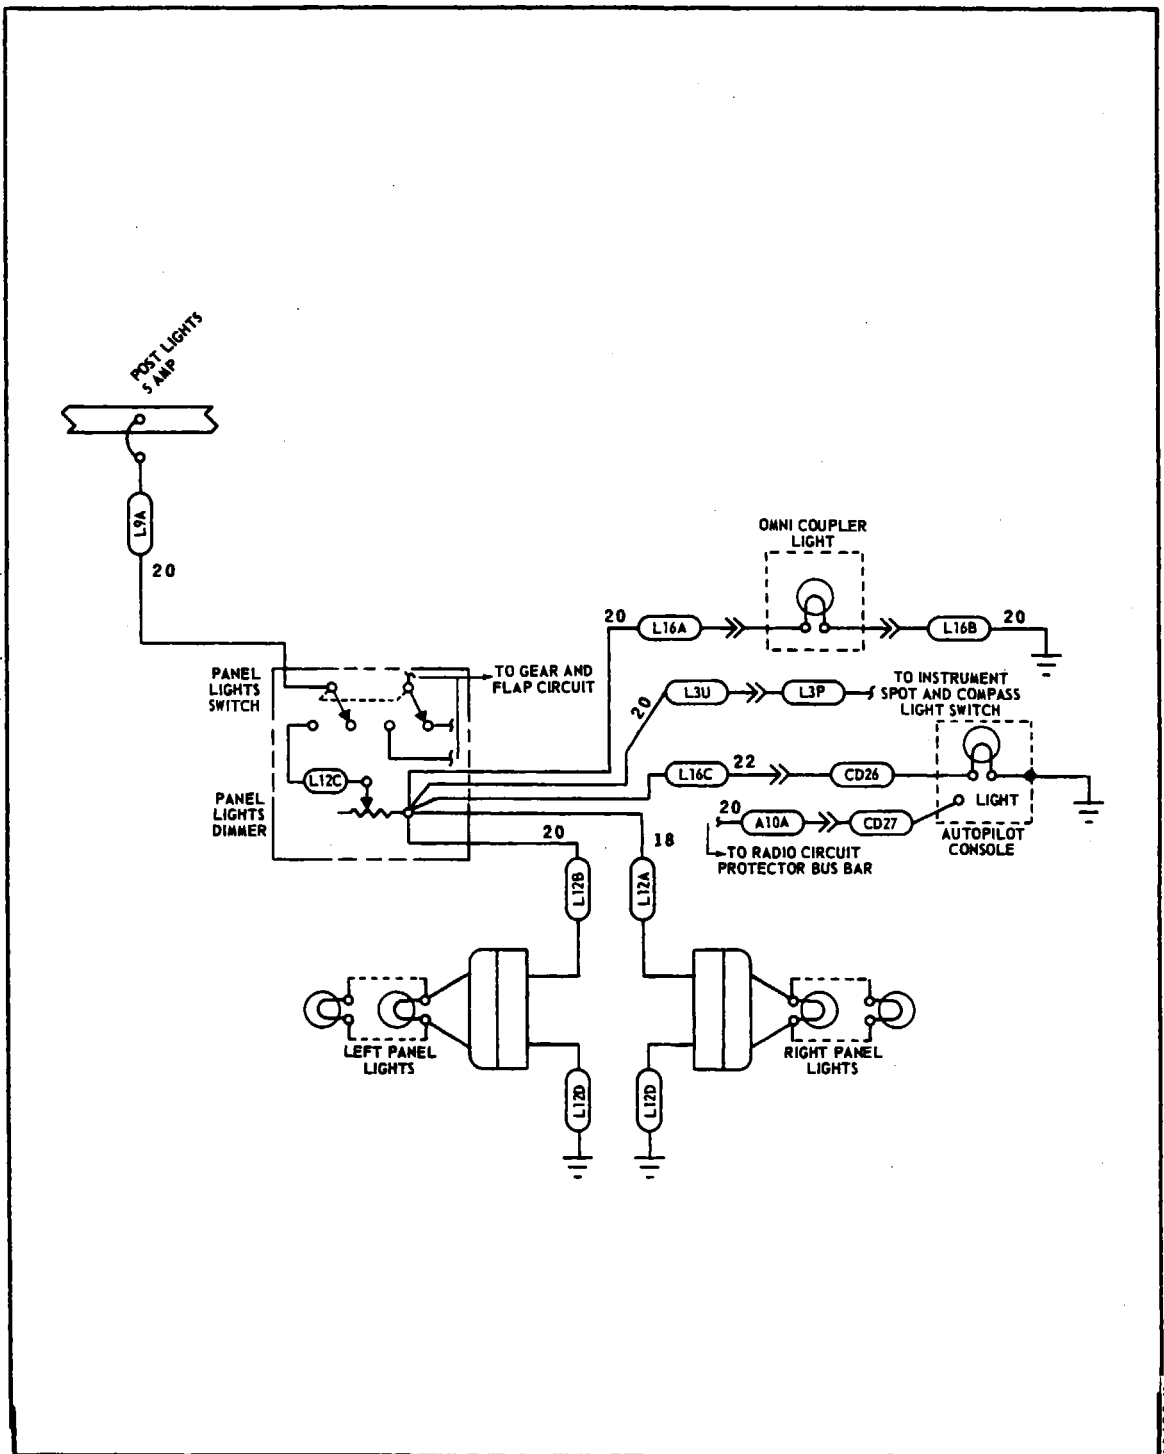 POST LIGHTS
5 AMP
L9A
20
OMNI COUPLER
LIGHT
20
L16A
L16B
20
PANEL
LIGHTS
SWITCH
TO GEAR AND
FLAP CIRCUIT
20
L3U
L3P
TO INSTRUMENT
SPOT AND COMPASS
LIGHT SWITCH
L12C
L16C
22
CD26
PANEL
LIGHTS
DIMMER
20
A10A
CD27
LIGHT
20
18
TO RADIO CIRCUIT
PROTECTOR BUS BAR
AUTOPILOT
CONSOLE
L12B
L12A
LEFT PANEL
LIGHTS
RIGHT PANEL
LIGHTS
L12D
L12D